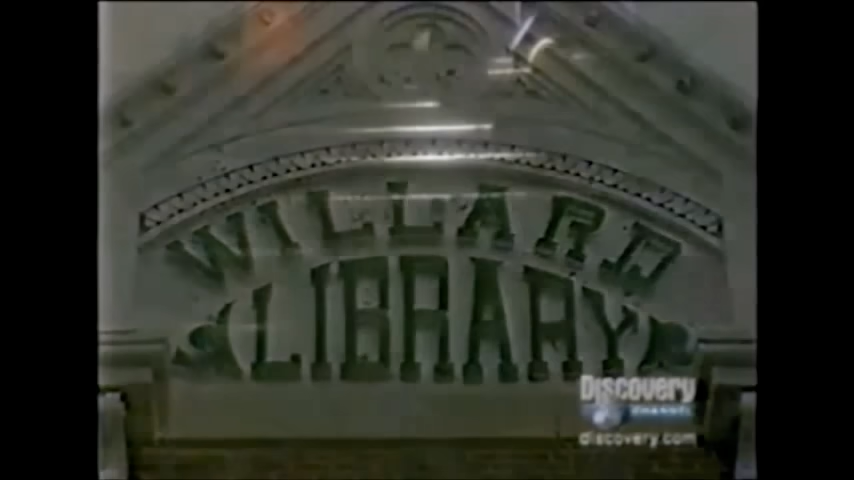 WILLARD
LIBRARY
Discovery
CHANNEL
discovery.com